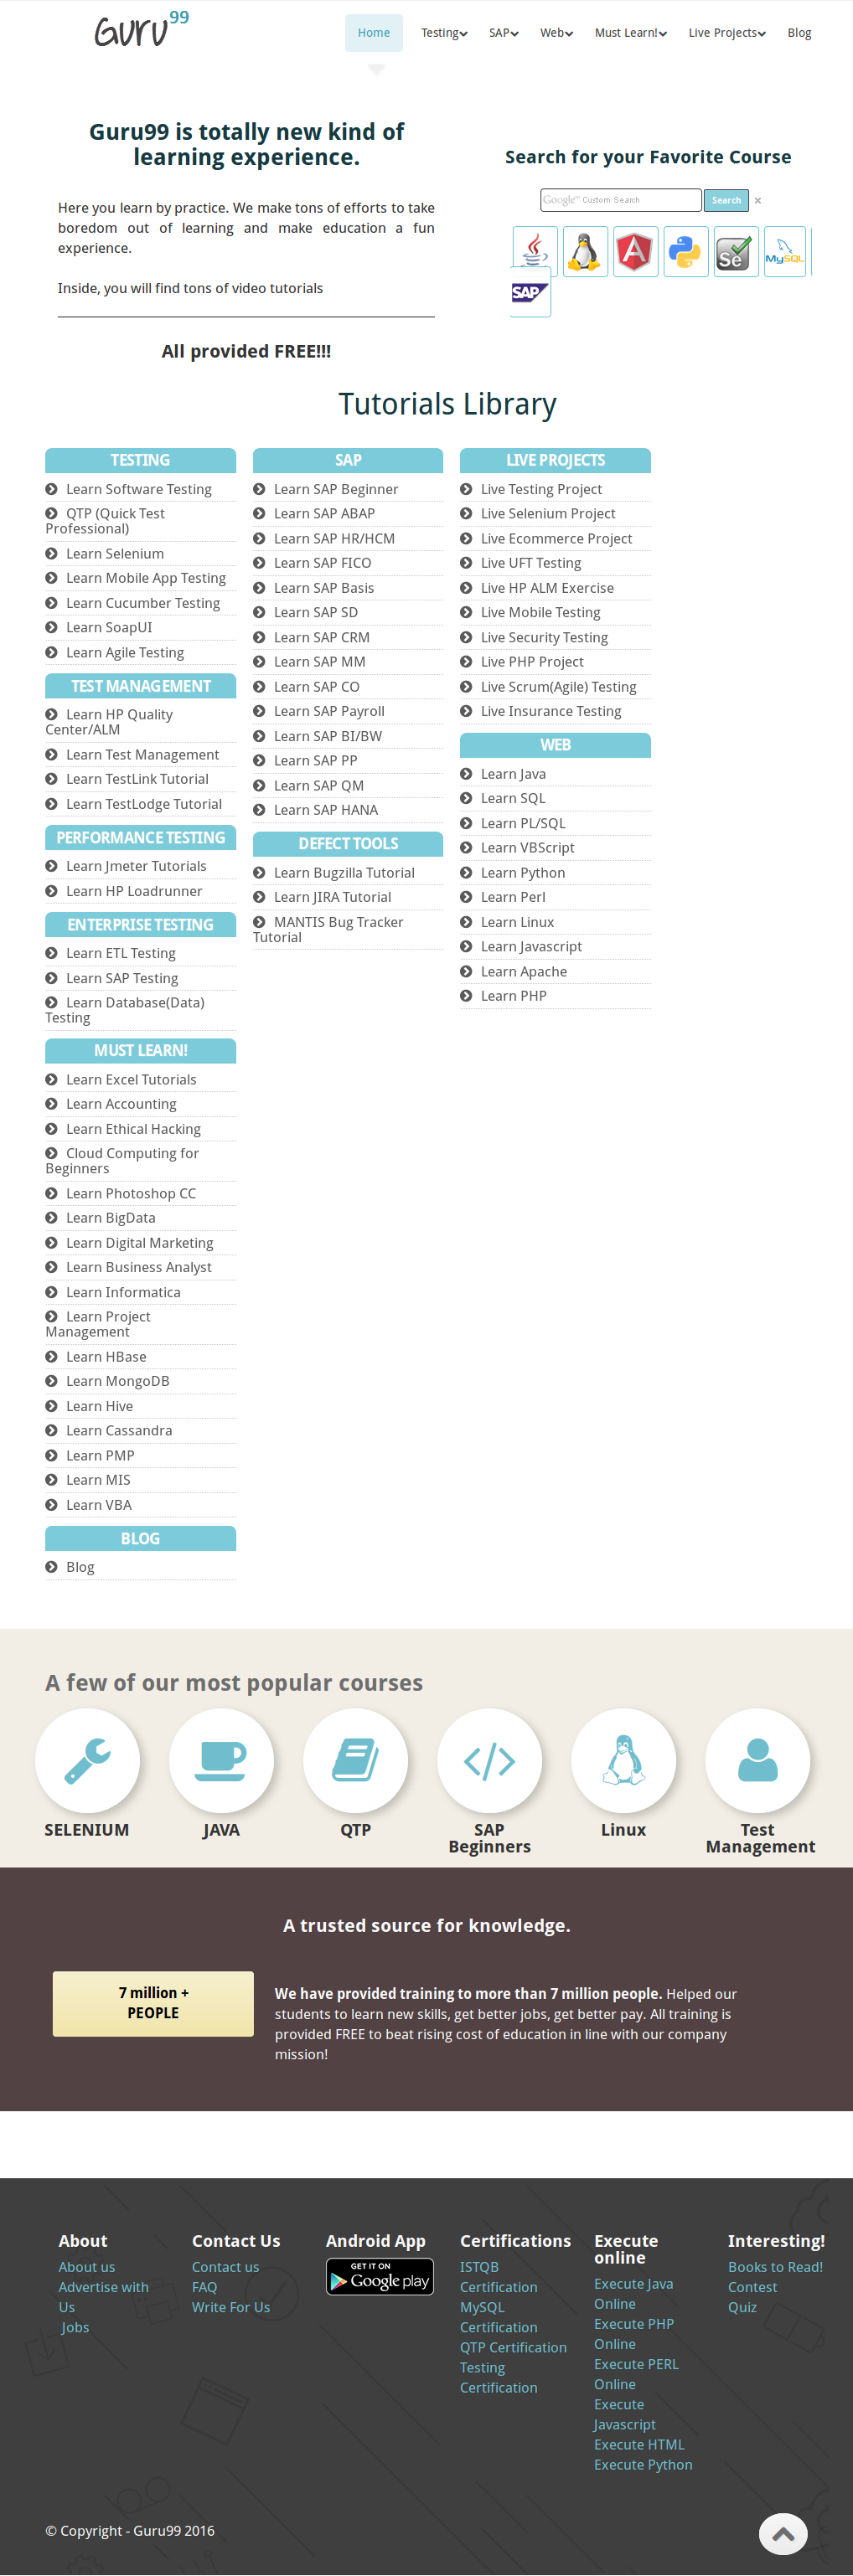 Guru99
Home Testing SAP Web Must Learn! Live Projects Blog
Guru99 is totally new kind of
learning experience.
Here you learn by practice. We make tons of efforts to take
boredom out of learning and make education a fun
experience.
Inside, you will find tons of video tutorials
All provided FREE!!!
Search for your Favorite Course
Google™ Custom Search
Search
×
Se
MySQL
SAP
Tutorials Library
TESTING
Learn Software Testing
QTP (Quick Test
Professional)
Learn Selenium
Learn Mobile App Testing
Learn Cucumber Testing
Learn SoapUI
Learn Agile Testing
TEST MANAGEMENT
Learn HP Quality
Center/ALM
Learn Test Management
Learn TestLink Tutorial
Learn TestLodge Tutorial
PERFORMANCE TESTING
Learn Jmeter Tutorials
Learn HP Loadrunner
ENTERPRISE TESTING
Learn ETL Testing
Learn SAP Testing
Learn Database(Data)
Testing
MUST LEARN!
Learn Excel Tutorials
Learn Accounting
Learn Ethical Hacking
Cloud Computing for
Beginners
Learn Photoshop CC
Learn BigData
Learn Digital Marketing
Learn Business Analyst
Learn Informatica
Learn Project
Management
Learn HBase
Learn MongoDB
Learn Hive
Learn Cassandra
Learn PMP
Learn MIS
Learn VBA
BLOG
Blog
SAP
Learn SAP Beginner
Learn SAP ABAP
Learn SAP HR/HCM
Learn SAP FICO
Learn SAP Basis
Learn SAP SD
Learn SAP CRM
Learn SAP MM
Learn SAP CO
Learn SAP Payroll
Learn SAP BI/BW
Learn SAP PP
Learn SAP QM
Learn SAP HANA
DEFECT TOOLS
Learn Bugzilla Tutorial
Learn JIRA Tutorial
MANTIS Bug Tracker
Tutorial
LIVE PROJECTS
Live Testing Project
Live Selenium Project
Live Ecommerce Project
Live UFT Testing
Live HP ALM Exercise
Live Mobile Testing
Live Security Testing
Live PHP Project
Live Scrum(Agile) Testing
Live Insurance Testing
WEB
Learn Java
Learn SQL
Learn PL/SQL
Learn VBScript
Learn Python
Learn Perl
Learn Linux
Learn Javascript
Learn Apache
Learn PHP
A few of our most popular courses
SELENIUM
JAVA
QTP
SAP
Beginners
Linux
Test
Management
A trusted source for knowledge.
7 million +
PEOPLE
We have provided training to more than 7 million people. Helped our
students to learn new skills, get better jobs, get better pay. All training is
provided FREE to beat rising cost of education in line with our company
mission!
About
About us
Advertise with
Us
Jobs
Contact Us
Contact us
FAQ
Write For Us
Android App
GET IT ON
Google play
Certifications
ISTQB
Certification
MySQL
Certification
QTP Certification
Testing
Certification
Execute
online
Execute Java
Online
Execute PHP
Online
Execute PERL
Online
Execute
Javascript
Execute HTML
Execute Python
Interesting!
Books to Read!
Contest
Quiz
© Copyright - Guru99 2016